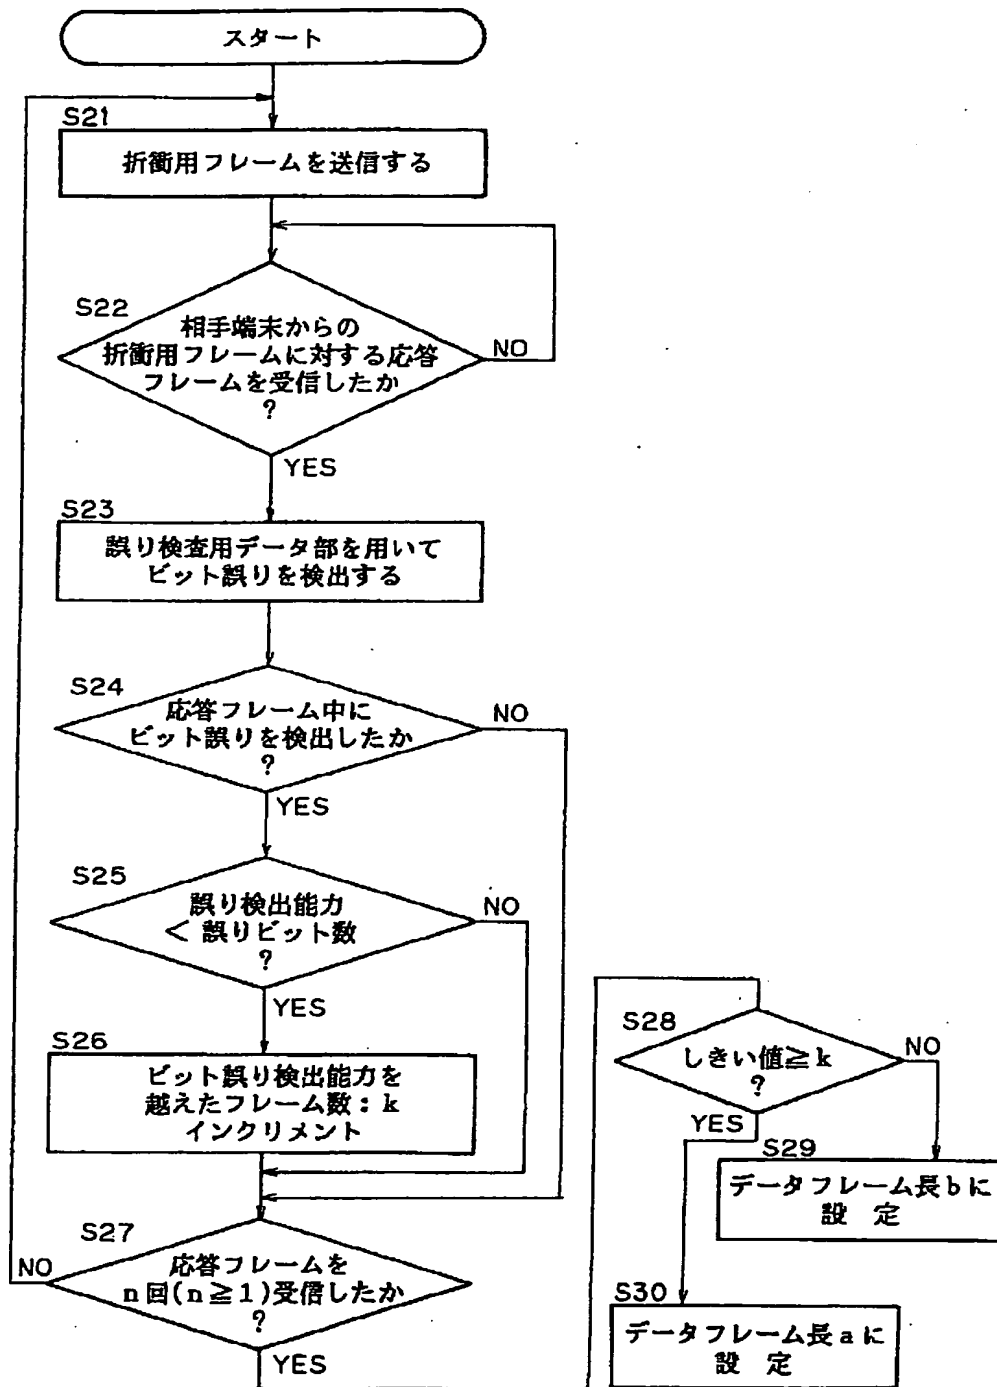 スタート
S21
折衝用フレームを送信する
S22
相手端末からの
折衝用フレームに対する応答
フレームを受信したか
?
NO
YES
S23
誤り検査用データ部を用いて
ビット誤りを検出する
S24
応答フレーム中に
ビット誤りを検出したか
?
NO
YES
S25
誤り検出能力
< 誤りビット数
?
NO
YES
S26
ビット誤り検出能力を
越えたフレーム数:k
インクリメント
S27
応答フレームを
n回(n≧1)受信したか
?
NO
YES
S28
しきい値≧k
?
NO
YES
S29
データフレーム長bに
設 定
S30
データフレーム長aに
設 定